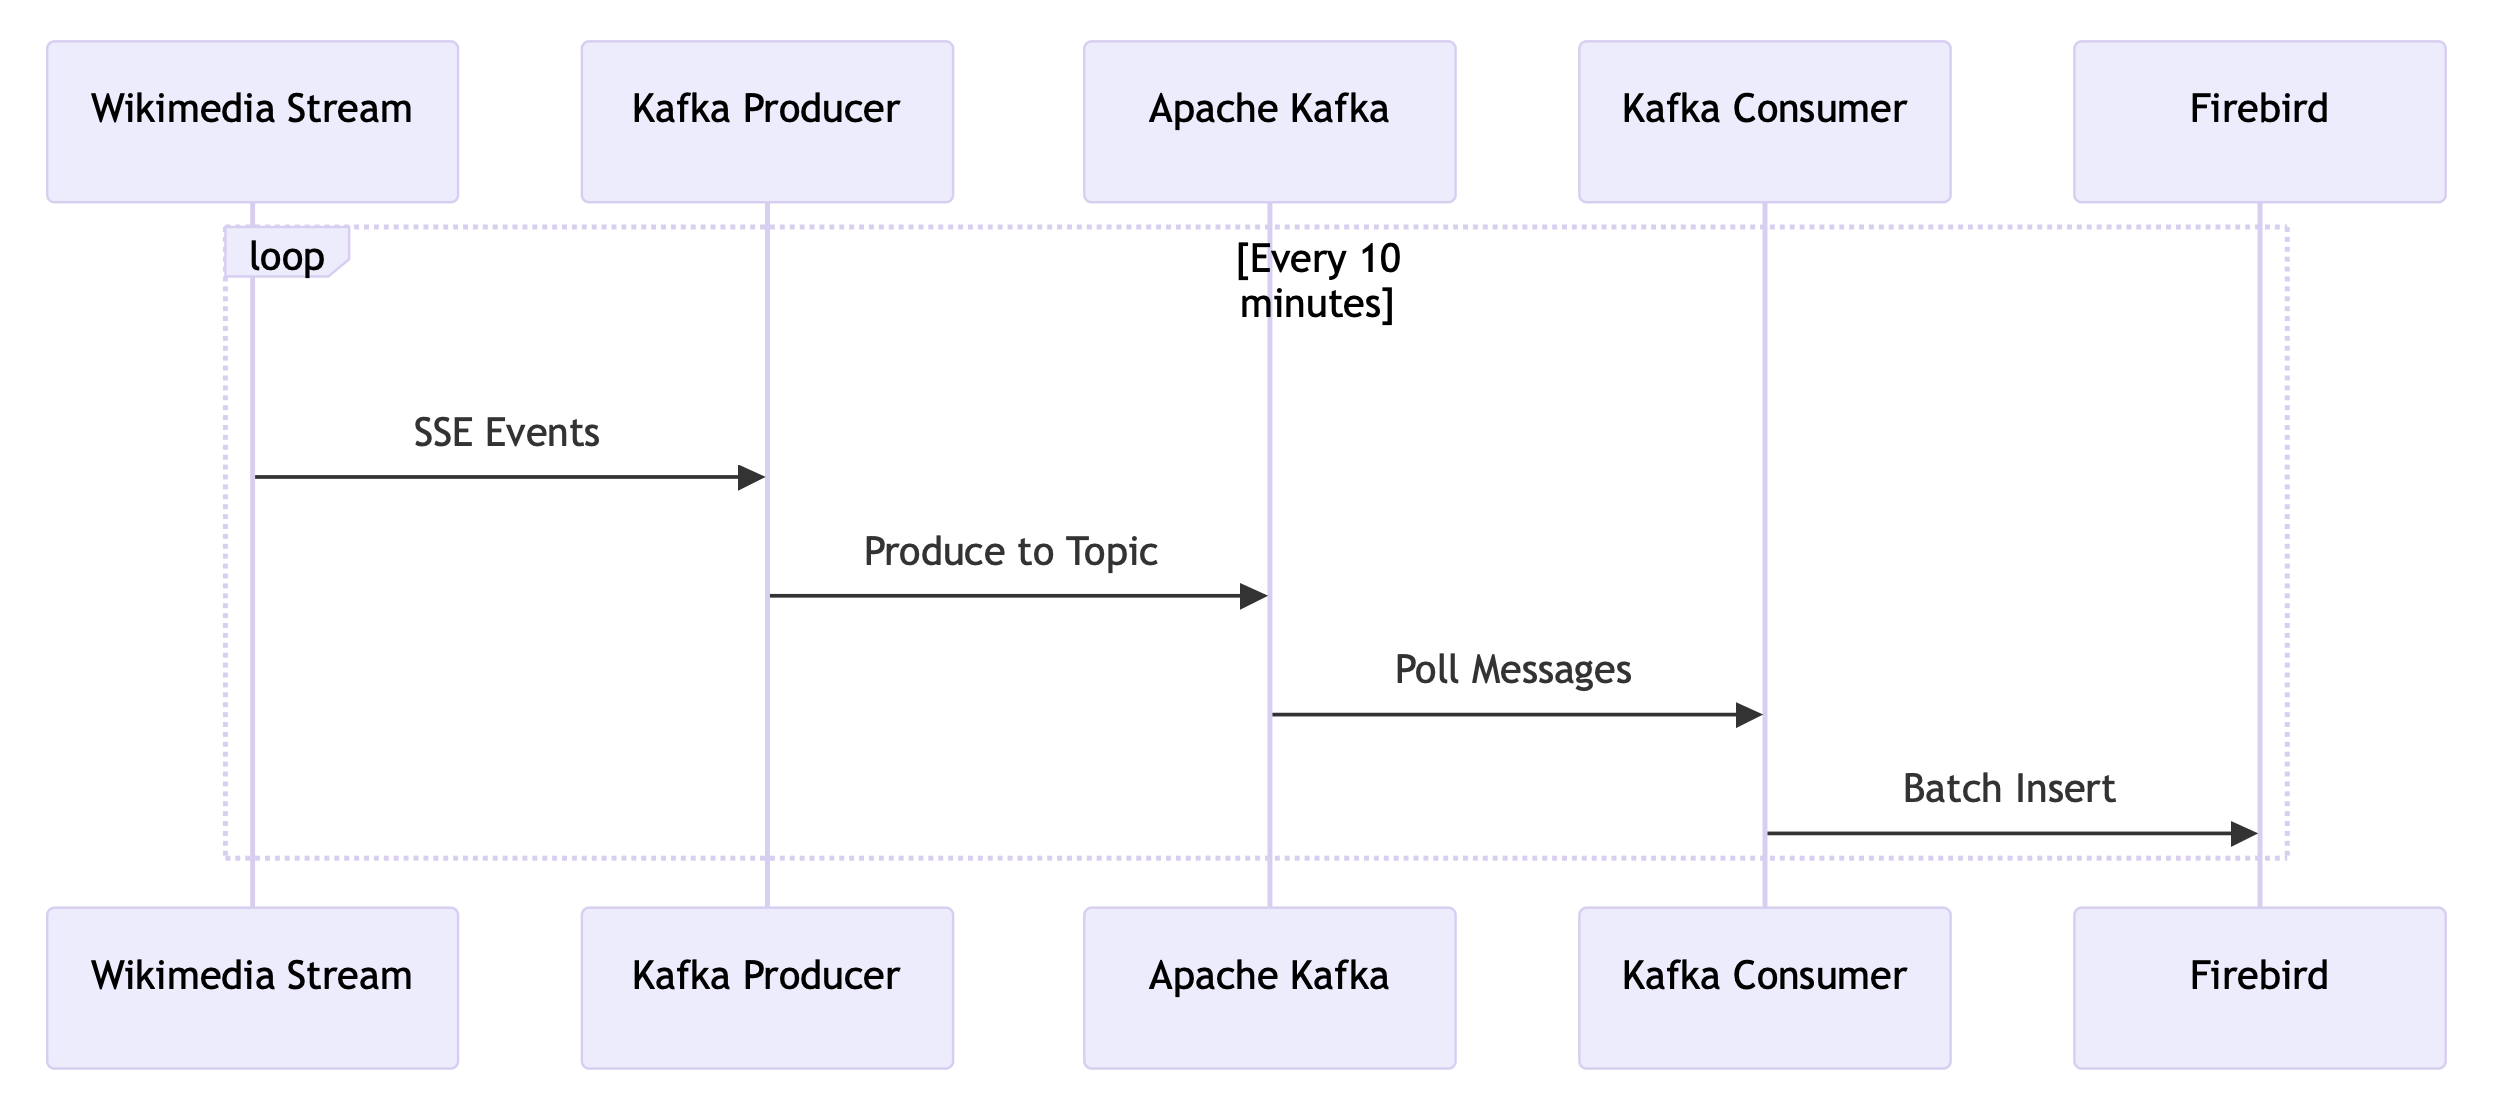 Wikimedia Stream
Kafka Producer
Apache Kafka
Kafka Consumer
Firebird
loop
[Every 10
minutes]
SSE Events
Produce to Topic
Poll Messages
Batch Insert
Wikimedia Stream
Kafka Producer
Apache Kafka
Kafka Consumer
Firebird